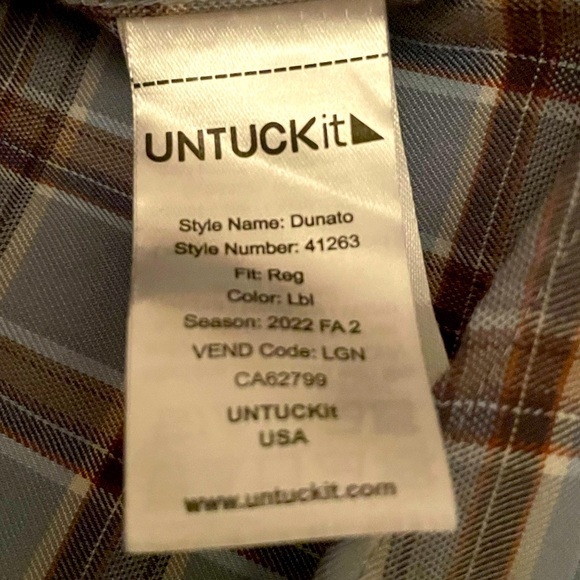 UNTUCKit
Style Name: Dunato
Style Number: 41263
Fit: Reg
Color: Lbl
Season: 2022 FA 2
VEND Code: LGN
CA62799
UNTUCKit
USA
www.untuckit.com